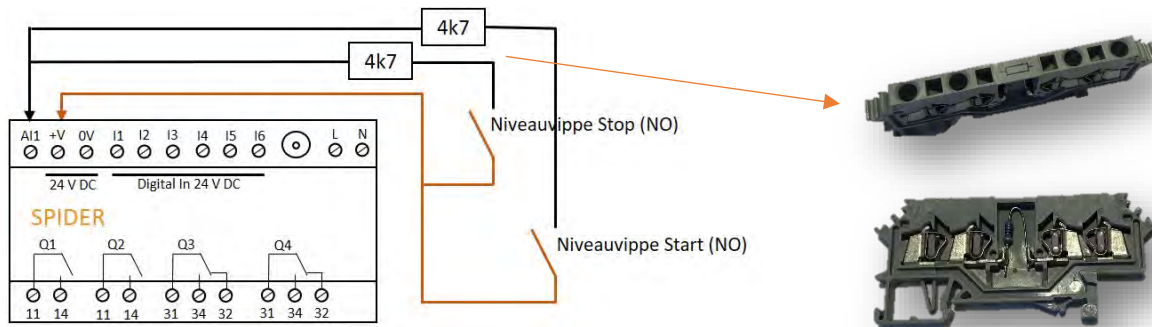 4k7
4k7
Niveauvippe Stop (NO)
AI1 +V 0V I1 I2 I3 I4 I5 I6 L N
24 V DC Digital In 24 V DC
SPIDER
Niveauvippe Start (NO)
Q1 Q2 Q3 Q4
11 14 11 14 31 34 32 31 34 32